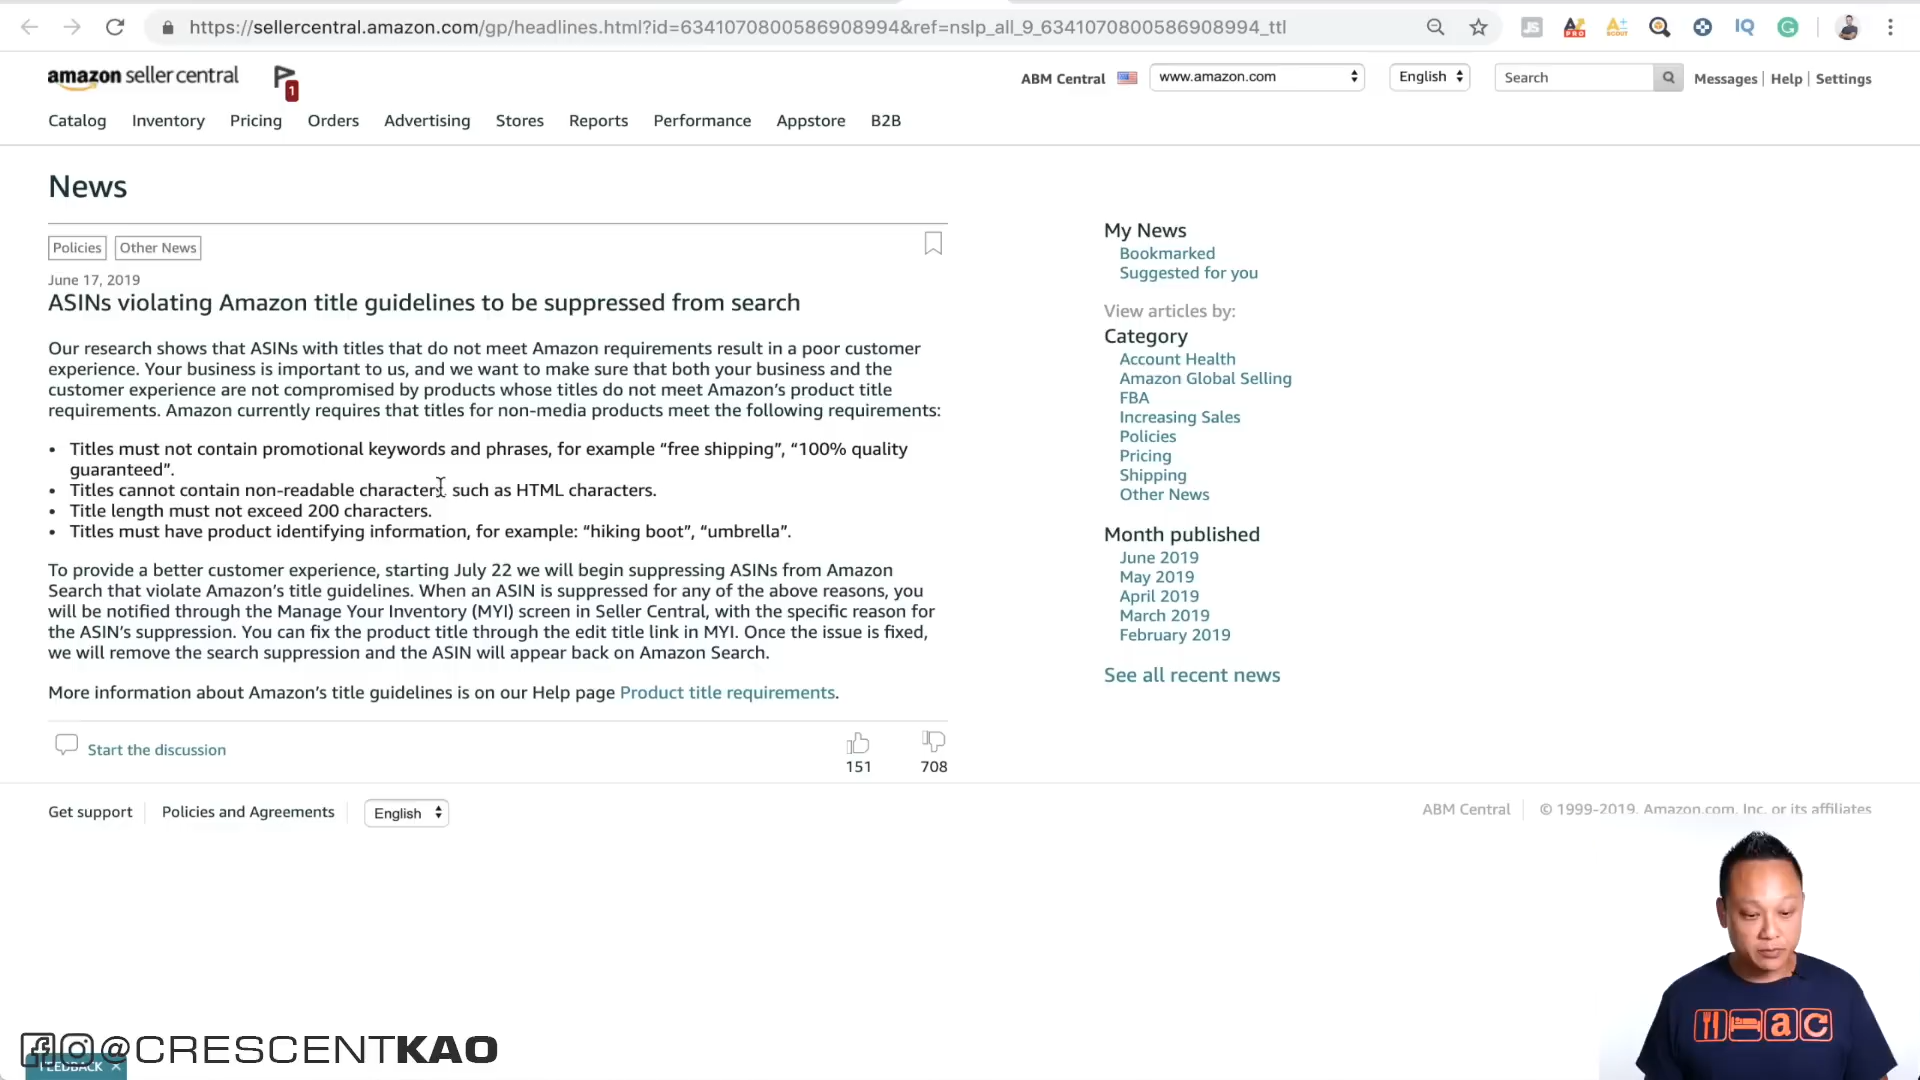 https://sellercentral.amazon.com/gp/headlines.html?id=6341070800586908994&ref=nslp_all_9_6341070800586908994_ttl
JS
PRO
SCOUT
IQ
G
amazon seller central
1
ABM Central
www.amazon.com
English
Search
Messages | Help | Settings
Catalog Inventory Pricing Orders Advertising Stores Reports Performance Appstore B2B
News
Policies Other News
June 17, 2019
ASINs violating Amazon title guidelines to be suppressed from search
Our research shows that ASINs with titles that do not meet Amazon requirements result in a poor customer
experience. Your business is important to us, and we want to make sure that both your business and the
customer experience are not compromised by products whose titles do not meet Amazon’s product title
requirements. Amazon currently requires that titles for non-media products meet the following requirements:
• Titles must not contain promotional keywords and phrases, for example “free shipping”, “100% quality
guaranteed”.
• Titles cannot contain non-readable characters such as HTML characters.
• Title length must not exceed 200 characters.
• Titles must have product identifying information, for example: “hiking boot”, “umbrella”.
To provide a better customer experience, starting July 22 we will begin suppressing ASINs from Amazon
Search that violate Amazon’s title guidelines. When an ASIN is suppressed for any of the above reasons, you
will be notified through the Manage Your Inventory (MYI) screen in Seller Central, with the specific reason for
the ASIN’s suppression. You can fix the product title through the edit title link in MYI. Once the issue is fixed,
we will remove the search suppression and the ASIN will appear back on Amazon Search.
More information about Amazon’s title guidelines is on our Help page Product title requirements.
Start the discussion
151
708
My News
Bookmarked
Suggested for you
View articles by:
Category
Account Health
Amazon Global Selling
FBA
Increasing Sales
Policies
Pricing
Shipping
Other News
Month published
June 2019
May 2019
April 2019
March 2019
February 2019
See all recent news
Get support
Policies and Agreements
English
ABM Central
© 1999-2019, Amazon.com, Inc. or its affiliates
@CRESCENTKAO
FEEDBACK ×
a c